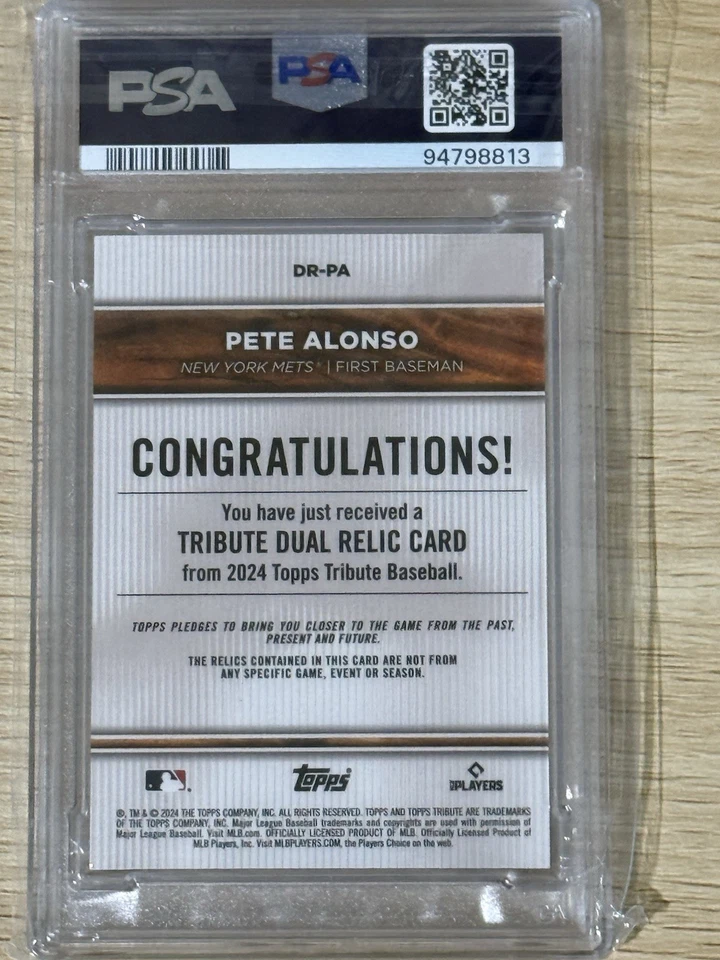 PSA PSA
94798813
DR-PA
PETE ALONSO
NEW YORK METS® | FIRST BASEMAN
CONGRATULATIONS!
You have just received a
TRIBUTE DUAL RELIC CARD
from 2024 Topps Tribute Baseball.
TOPPS PLEDGES TO BRING YOU CLOSER TO THE GAME FROM THE PAST,
PRESENT AND FUTURE.
THE RELICS CONTAINED IN THIS CARD ARE NOT FROM
ANY SPECIFIC GAME, EVENT OR SEASON.
topps® PLAYERS
®, TM & © 2024 THE TOPPS COMPANY, INC. ALL RIGHTS RESERVED. TOPPS AND TOPPS TRIBUTE ARE TRADEMARKS
OF THE TOPPS COMPANY, INC. Major League Baseball trademarks and copyrights are used with permission of
Major League Baseball. Visit MLB.com. OFFICIALLY LICENSED PRODUCT OF MLB. Officially Licensed Product of
MLB Players, Inc. Visit MLBPLAYERS.COM, the Players Choice on the web.